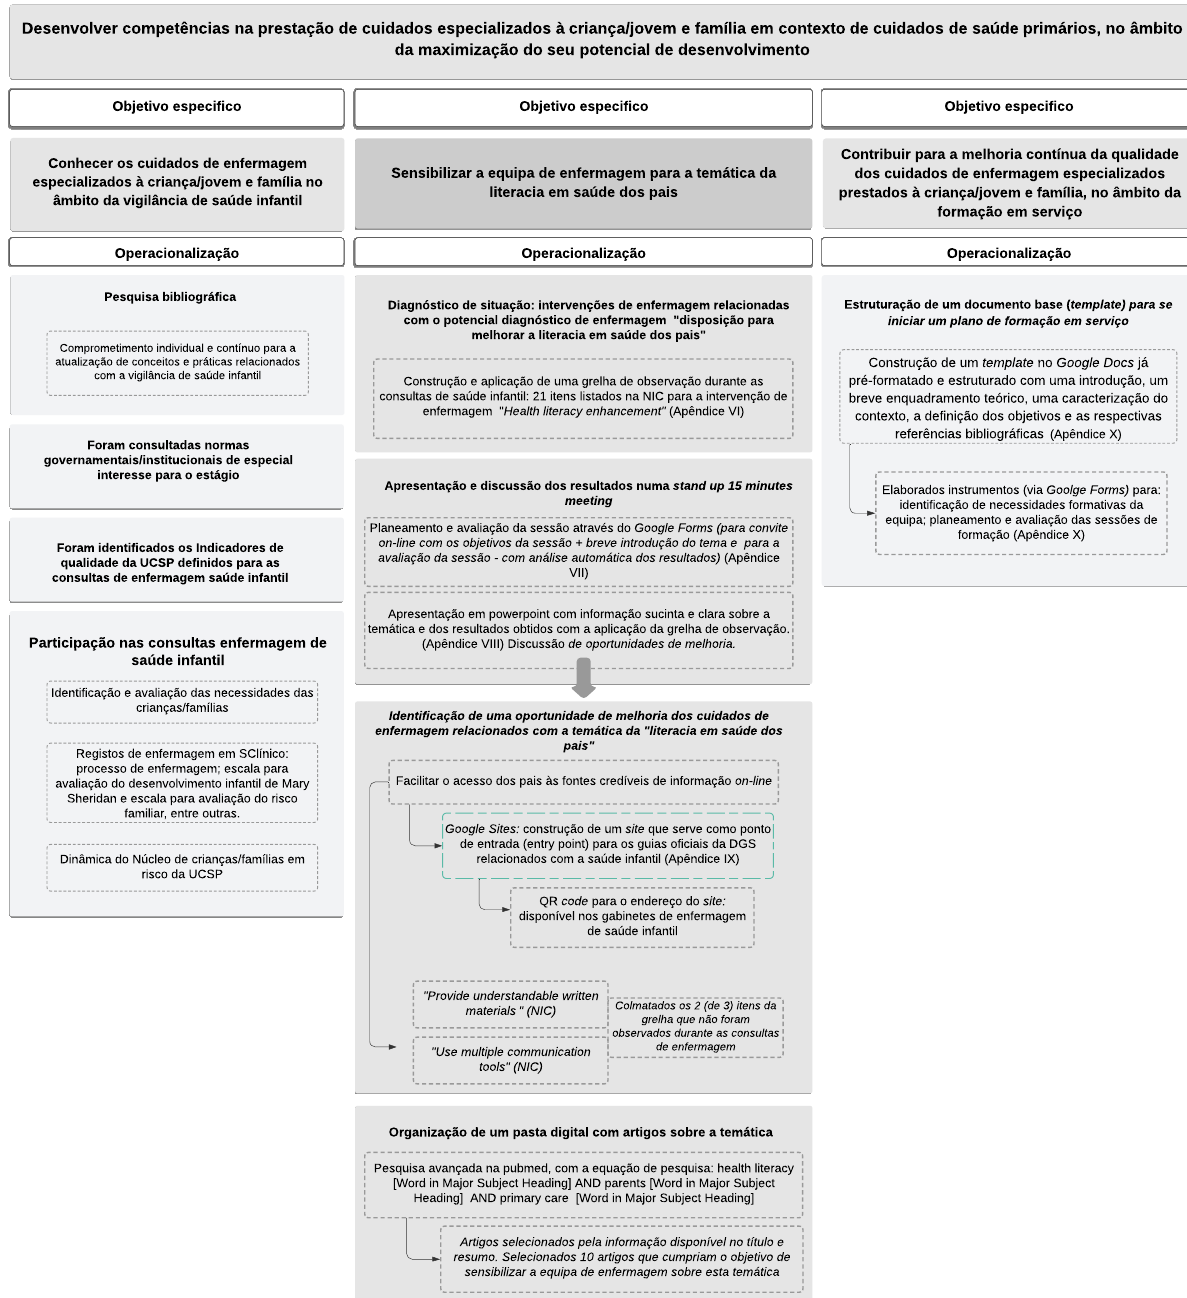 Desenvolver competências na prestação de cuidados especializados à criança/jovem e família em contexto de cuidados de saúde primários, no âmbito
da maximização do seu potencial de desenvolvimento
Objetivo especifico
Conhecer os cuidados de enfermagem
especializados à criança/jovem e família no
âmbito da vigilância de saúde infantil
Operacionalização
Pesquisa bibliográfica
Comprometimento individual e contínuo para a
atualização de conceitos e práticas relacionados
com a vigilância de saúde infantil
Foram consultadas normas
governamentais/institucionais de especial
interesse para o estágio
Foram identificados os Indicadores de
qualidade da UCSP definidos para as
consultas de enfermagem saúde infantil
Participação nas consultas enfermagem de
saúde infantil
Identificação e avaliação das necessidades das
crianças/famílias
Registos de enfermagem em SClínico:
processo de enfermagem; escala para
avaliação do desenvolvimento infantil de Mary
Sheridan e escala para avaliação do risco
familiar, entre outras.
Dinâmica do Núcleo de crianças/famílias em
risco da UCSP
Objetivo especifico
Sensibilizar a equipa de enfermagem para a temática da
literacia em saúde dos pais
Operacionalização
Diagnóstico de situação: intervenções de enfermagem relacionadas
com o potencial diagnóstico de enfermagem "disposição para
melhorar a literacia em saúde dos pais"
Construção e aplicação de uma grelha de observação durante as
consultas de saúde infantil: 21 itens listados na NIC para a intervenção de
enfermagem "Health literacy enhancement" (Apêndice VI)
Apresentação e discussão dos resultados numa stand up 15 minutes
meeting
Planeamento e avaliação da sessão através do Google Forms (para convite
on-line com os objetivos da sessão + breve introdução do tema e para a
avaliação da sessão - com análise automática dos resultados) (Apêndice
VII)
Apresentação em powerpoint com informação sucinta e clara sobre a
temática e dos resultados obtidos com a aplicação da grelha de observação.
(Apêndice VIII) Discussão de oportunidades de melhoria.
Identificação de uma oportunidade de melhoria dos cuidados de
enfermagem relacionados com a temática da "literacia em saúde dos
pais"
Facilitar o acesso dos pais às fontes credíveis de informação on-line
Google Sites: construção de um site que serve como ponto
de entrada (entry point) para os guias oficiais da DGS
relacionados com a saúde infantil (Apêndice IX)
QR code para o endereço do site:
disponível nos gabinetes de enfermagem
de saúde infantil
"Provide understandable written
materials " (NIC)
"Use multiple communication
tools" (NIC)
Colmatados os 2 (de 3) itens da
grelha que não foram
observados durante as consultas
de enfermagem
Organização de um pasta digital com artigos sobre a temática
Pesquisa avançada na pubmed, com a equação de pesquisa: health literacy
[Word in Major Subject Heading] AND parents [Word in Major Subject
Heading] AND primary care [Word in Major Subject Heading]
Artigos selecionados pela informação disponível no título e
resumo. Selecionados 10 artigos que cumpriam o objetivo de
sensibilizar a equipa de enfermagem sobre esta temática
Objetivo especifico
Contribuir para a melhoria contínua da qualidade
dos cuidados de enfermagem especializados
prestados à criança/jovem e família, no âmbito da
formação em serviço
Operacionalização
Estruturação de um documento base (template) para se
iniciar um plano de formação em serviço
Construção de um template no Google Docs já
pré-formatado e estruturado com uma introdução, um
breve enquadramento teórico, uma caracterização do
contexto, a definição dos objetivos e as respectivas
referências bibliográficas (Apêndice X)
Elaborados instrumentos (via Goolge Forms) para:
identificação de necessidades formativas da
equipa; planeamento e avaliação das sessões de
formação (Apêndice X)